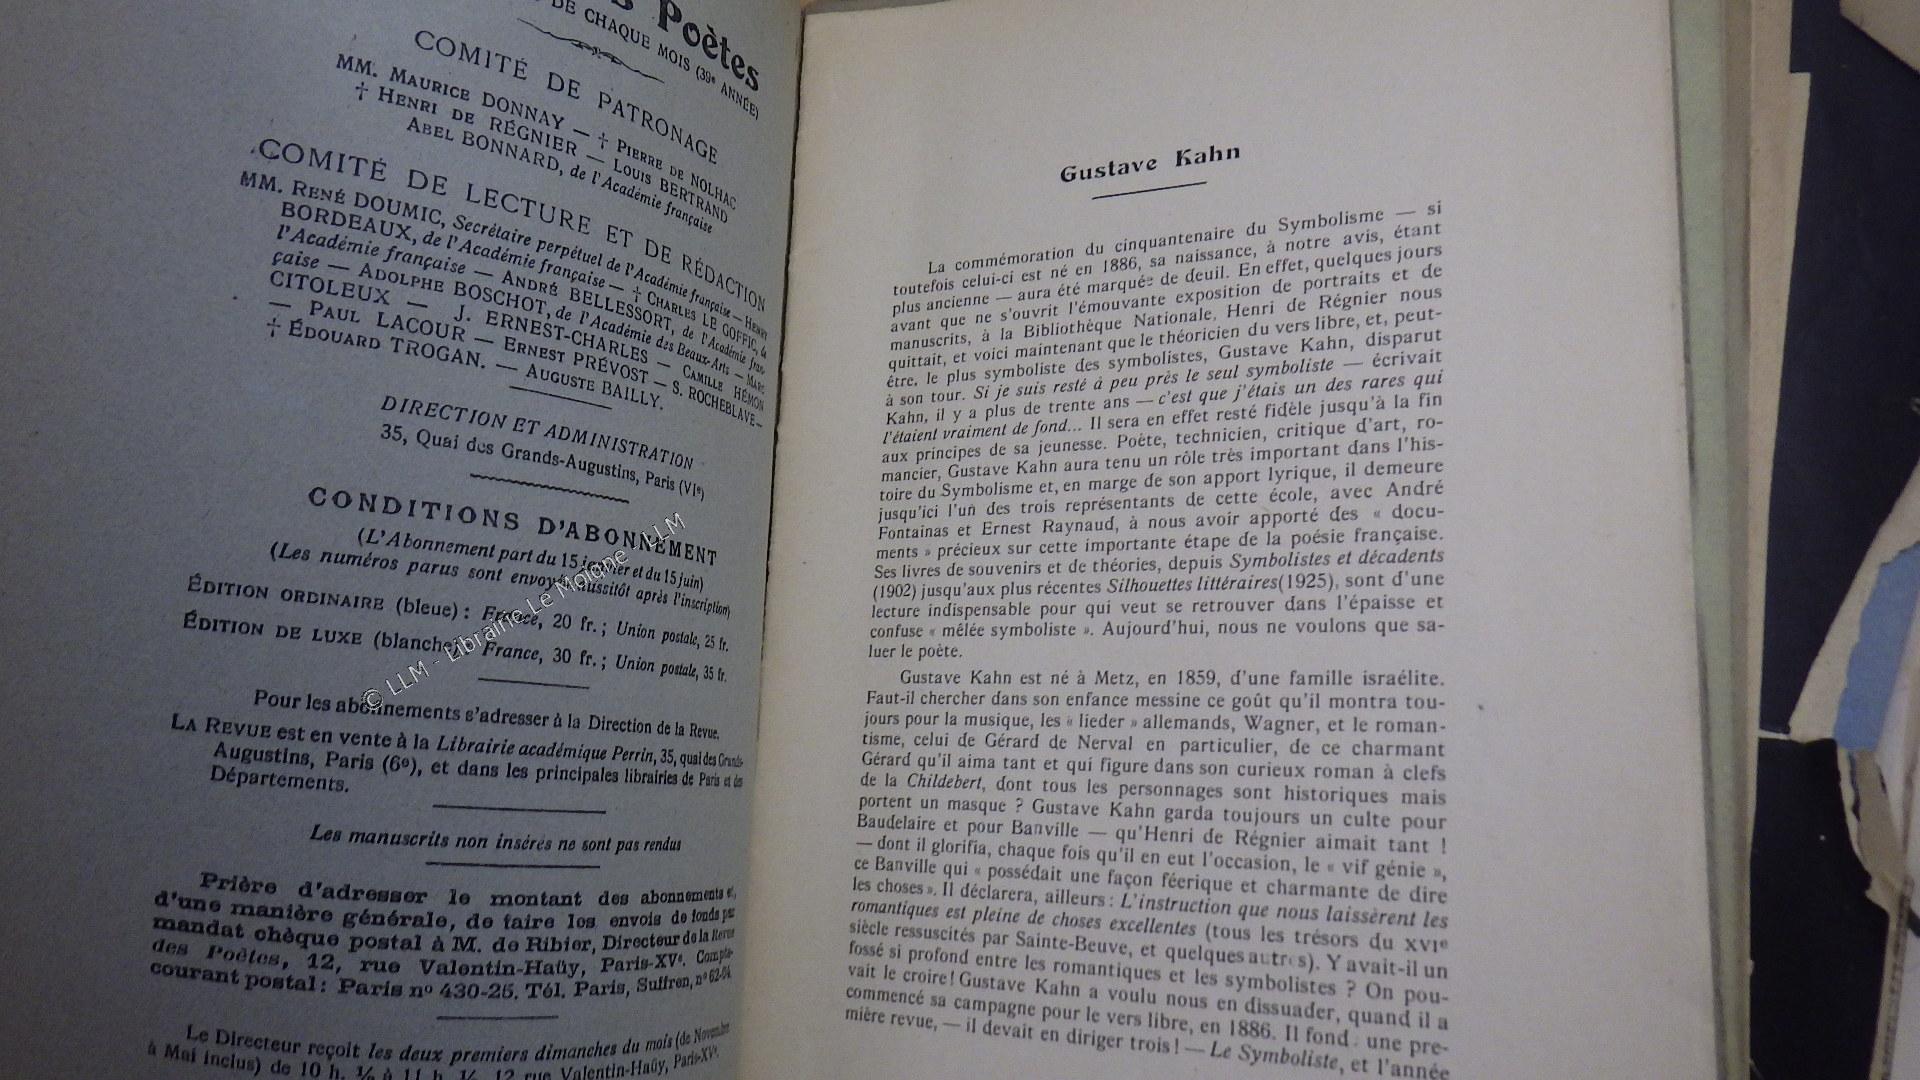 Poètes
DE CHAQUE MOIS (39e ANNÉE)
COMITÉ DE PATRONAGE
MM. MAURICE DONNAY — † PIERRE DE NOLHAC
† HENRI DE RÉGNIER — LOUIS BERTRAND
ABEL BONNARD, de l'Académie française
COMITÉ DE LECTURE ET DE RÉDACTION
MM. RENÉ DOUMIC, Secrétaire perpétuel de l'Académie française — HENRY
BORDEAUX, de l'Académie française — † CHARLES LE GOFFIC, de
l'Académie française — ANDRÉ BELLESSORT, de l'Académie fran-
çaise — ADOLPHE BOSCHOT, de l'Académie des Beaux-Arts — MARC
CITOLEUX — J. ERNEST-CHARLES — CAMILLE HÉMON
— PAUL LACOUR — ERNEST PRÉVOST — S. ROCHEBLAVE —
† ÉDOUARD TROGAN. — AUGUSTE BAILLY.
DIRECTION ET ADMINISTRATION
35, Quai des Grands-Augustins, Paris (VIe)
CONDITIONS D'ABONNEMENT
(L'Abonnement part du 15 janvier et du 15 juin)
(Les numéros parus sont envoyés aussitôt après l'inscription)
ÉDITION ORDINAIRE (bleue) : France, 20 fr. ; Union postale, 25 fr.
ÉDITION DE LUXE (blanche) : France, 30 fr. ; Union postale, 35 fr.
© LLM - Librairie Le Molone - LLM
Pour les abonnements s'adresser à la Direction de la Revue.
LA REVUE est en vente à la Librairie académique Perrin, 35, quai des Grands-
Augustins, Paris (6e), et dans les principales librairies de Paris et des
Départements.
Les manuscrits non insérés ne sont pas rendus
Prière d'adresser le montant des abonnements et,
d'une manière générale, de faire les envois de fonds par
mandat chèque postal à M. de Ribier, Directeur de la Revue
des Poètes, 12, rue Valentin-Haüy, Paris-XVe. Compte-
courant postal : Paris no 430-25. Tél. Paris, Suffren, no 62-04
Le Directeur reçoit les deux premiers dimanches du mois (de Novembre
à Mai inclus) de 10 h. ½ à 11 h. ½, 12 rue Valentin-Haüy, Paris-XVe.
Gustave Kahn
La commémoration du cinquantenaire du Symbolisme — si
toutefois celui-ci est né en 1886, sa naissance, à notre avis, étant
plus ancienne — aura été marquée de deuil. En effet, quelques jours
avant que ne s'ouvrit l'émouvante exposition de portraits et de
manuscrits, à la Bibliothèque Nationale, Henri de Régnier nous
quittait, et voici maintenant que le théoricien du vers libre, et, peut-
être. le plus symboliste des symbolistes, Gustave Kahn, disparut
à son tour. Si je suis resté à peu près le seul symboliste — écrivait
Kahn, il y a plus de trente ans — c'est que j'étais un des rares qui
l'étaient vraiment de fond... Il sera en effet resté fidèle jusqu'à la fin
aux principes de sa jeunesse. Poète, technicien, critique d'art, ro-
mancier, Gustave Kahn aura tenu un rôle très important dans l'his-
toire du Symbolisme et, en marge de son apport lyrique, il demeure
jusqu'ici l'un des trois représentants de cette école, avec André
Fontainas et Ernest Raynaud, à nous avoir apporté des « docu-
ments » précieux sur cette importante étape de la poésie française.
Ses livres de souvenirs et de théories, depuis Symbolistes et décadents
(1902) jusqu'aux plus récentes Silhouettes littéraires(1925), sont d'une
lecture indispensable pour qui veut se retrouver dans l'épaisse et
confuse « mêlée symboliste ». Aujourd'hui, nous ne voulons que sa-
luer le poète.
Gustave Kahn est né à Metz, en 1859, d'une famille israélite.
Faut-il chercher dans son enfance messine ce goût qu'il montra tou-
jours pour la musique, les « lieder » allemands, Wagner, et le roman-
tisme, celui de Gérard de Nerval en particulier, de ce charmant
Gérard qu'il aima tant et qui figure dans son curieux roman à clefs
de la Childebert, dont tous les personnages sont historiques mais
portent un masque ? Gustave Kahn garda toujours un culte pour
Baudelaire et pour Banville — qu'Henri de Régnier aimait tant !
— dont il glorifia, chaque fois qu'il en eut l'occasion, le « vif génie »,
ce Banville qui « possédait une façon féerique et charmante de dire
les choses ». Il déclarera, ailleurs : L'instruction que nous laissèrent les
romantiques est pleine de choses excellentes (tous les trésors du XVIe
siècle ressuscités par Sainte-Beuve, et quelques autres). Y avait-il un
fossé si profond entre les romantiques et les symbolistes ? On pou-
vait le croire ! Gustave Kahn a voulu nous en dissuader, quand il a
commencé sa campagne pour le vers libre, en 1886. Il fond une pre-
mière revue, — il devait en diriger trois ! — Le Symboliste, et l'année